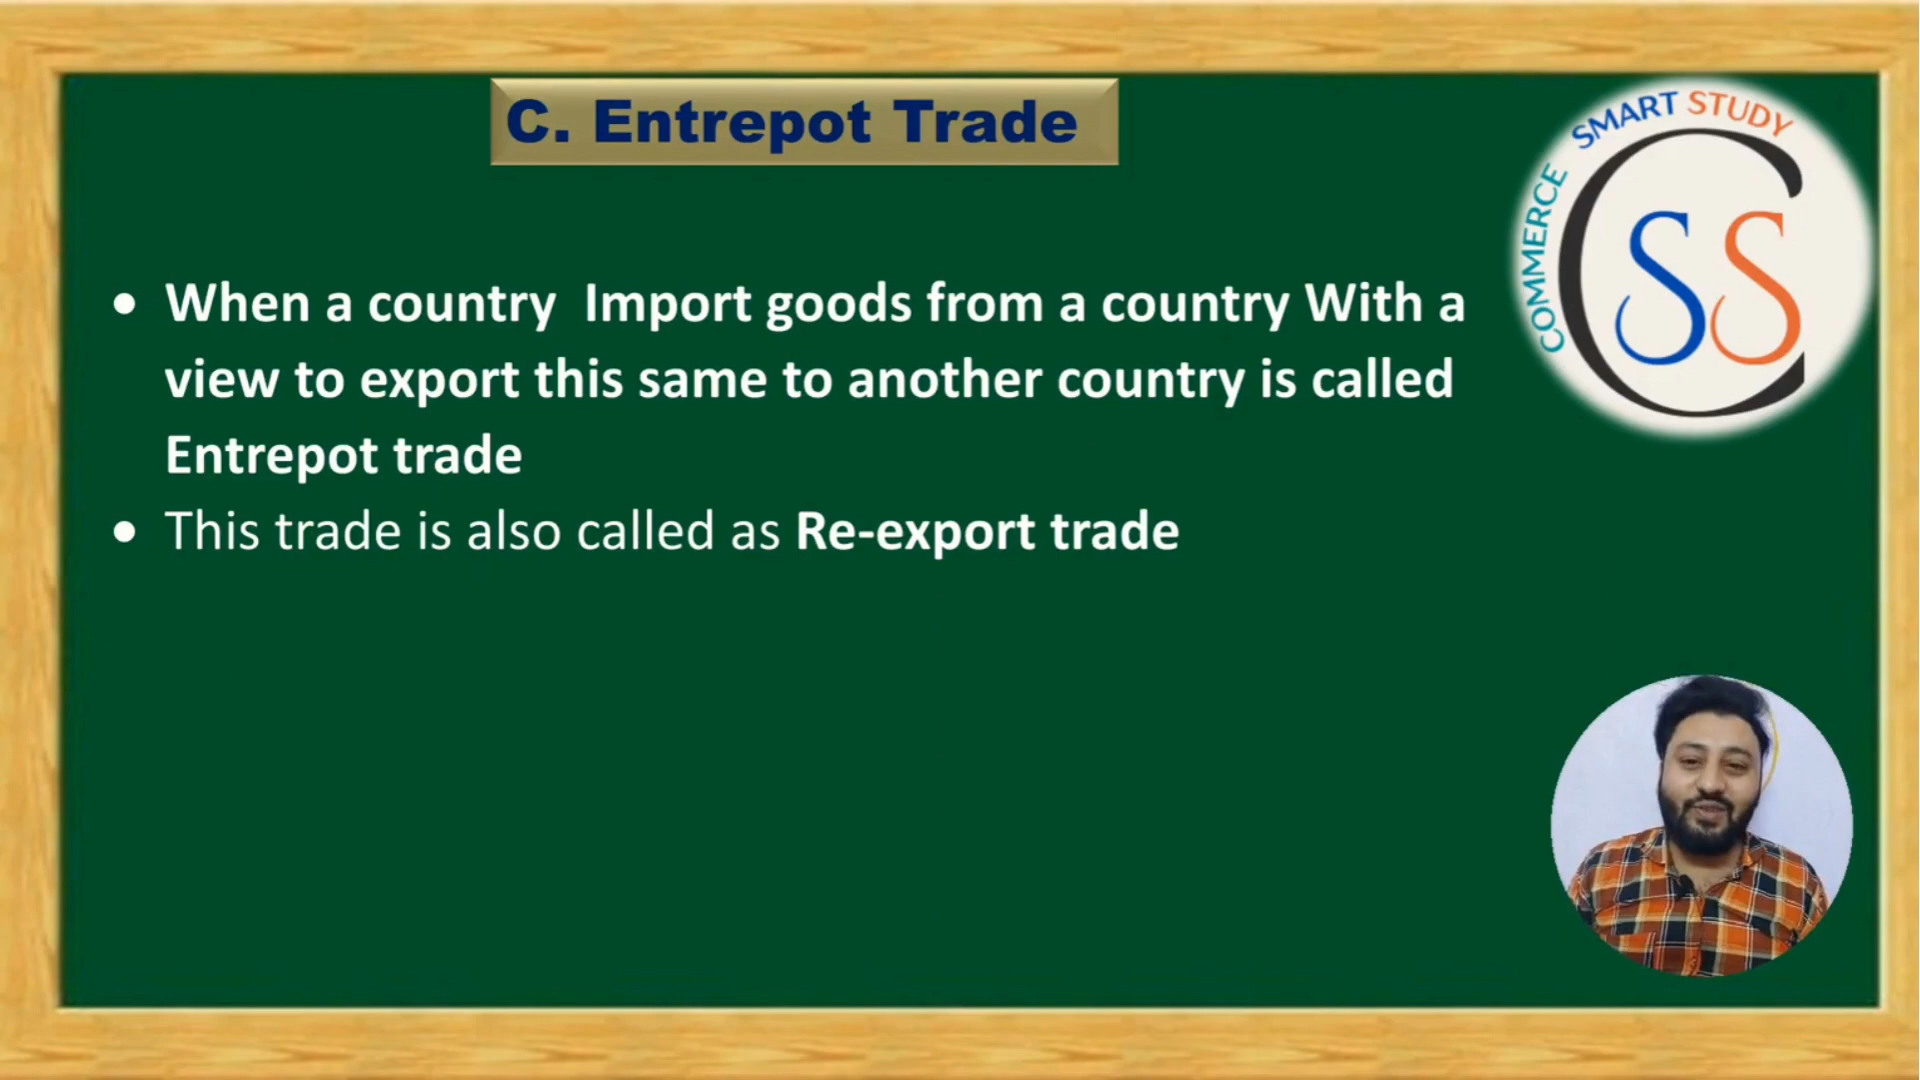 C. Entrepot Trade
COMMERCE SMART STUDY
CSS
When a country Import goods from a country With a
view to export this same to another country is called
Entrepot trade
This trade is also called as Re-export trade